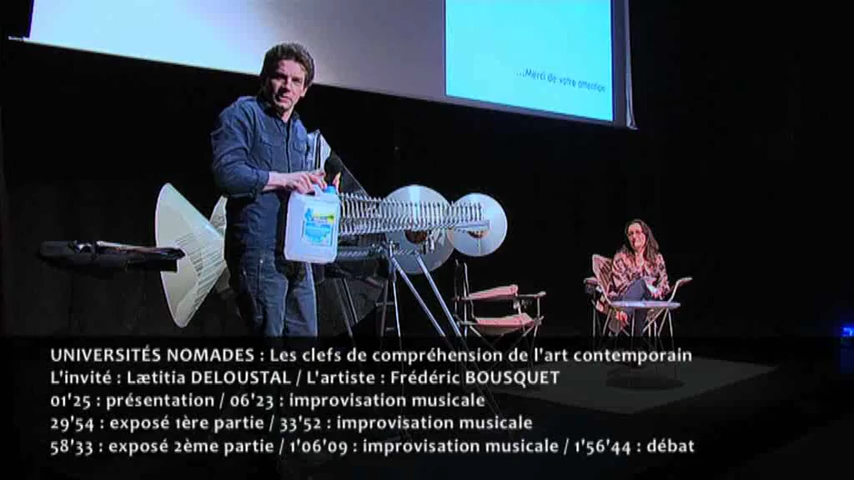 ...Merci de votre attention
UNIVERSITÉS NOMADES : Les clefs de compréhension de l'art contemporain
L'invité : Lætitia DELOUSTAL / L'artiste : Frédéric BOUSQUET
01'25 : présentation / 06'23 : improvisation musicale
29'54 : exposé 1ère partie / 33'52 : improvisation musicale
58'33 : exposé 2ème partie / 1'06'09 : improvisation musicale / 1'56'44 : débat